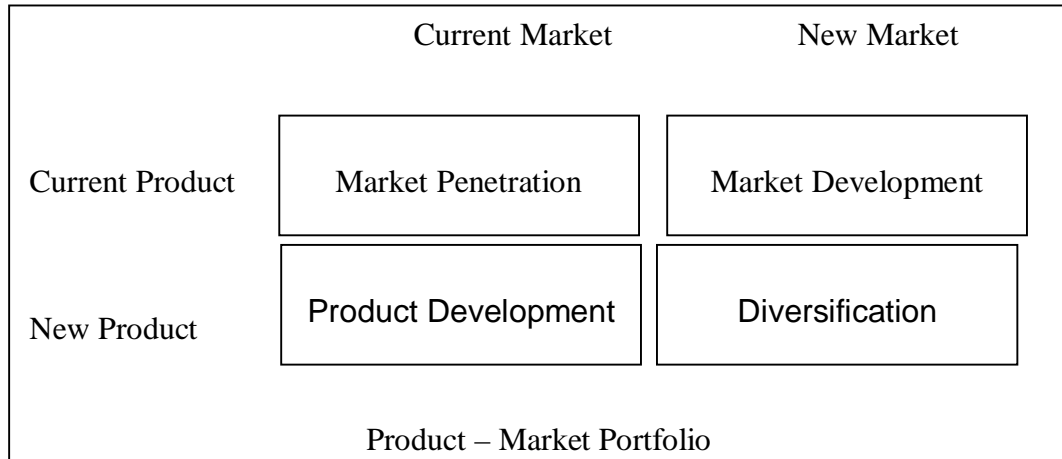 Current Market New Market
Current Product Market Penetration Market Development
New Product Product Development Diversification
Product – Market Portfolio